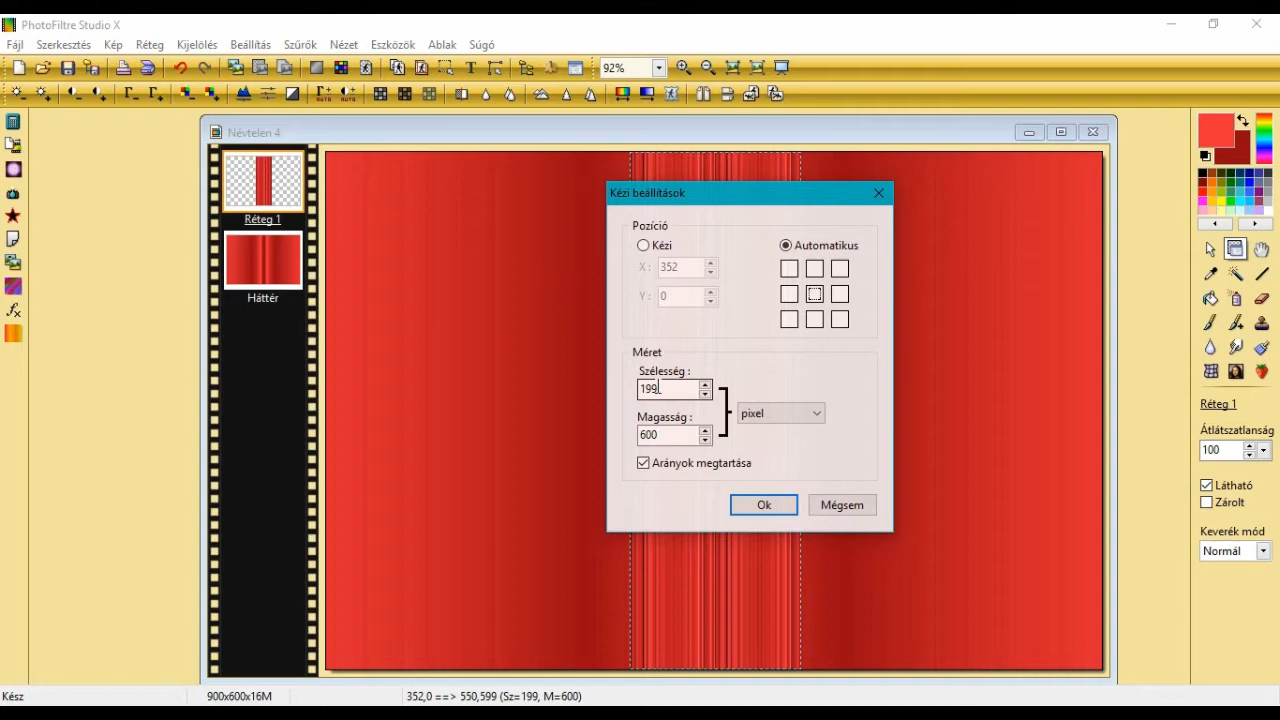 PhotoFiltre Studio X
Fájl Szerkesztés Kép Réteg Kijelölés Beállítás Szűrők Nézet Eszközök Ablak Súgó
92%
Névtelen 4
Réteg 1
Háttér
Kézi beállítások
Pozíció
Kézi
Automatikus
X: 352
Y: 0
Méret
Szélesség :
199
Magasság :
600
pixel
Arányok megtartása
Ok Mégsem
Réteg 1
Átlátszatlanság
100
Látható
Zárolt
Keverék mód
Normál
Kész 900x600x16M 352,0 ==> 550,599 (Sz=199, M=600)